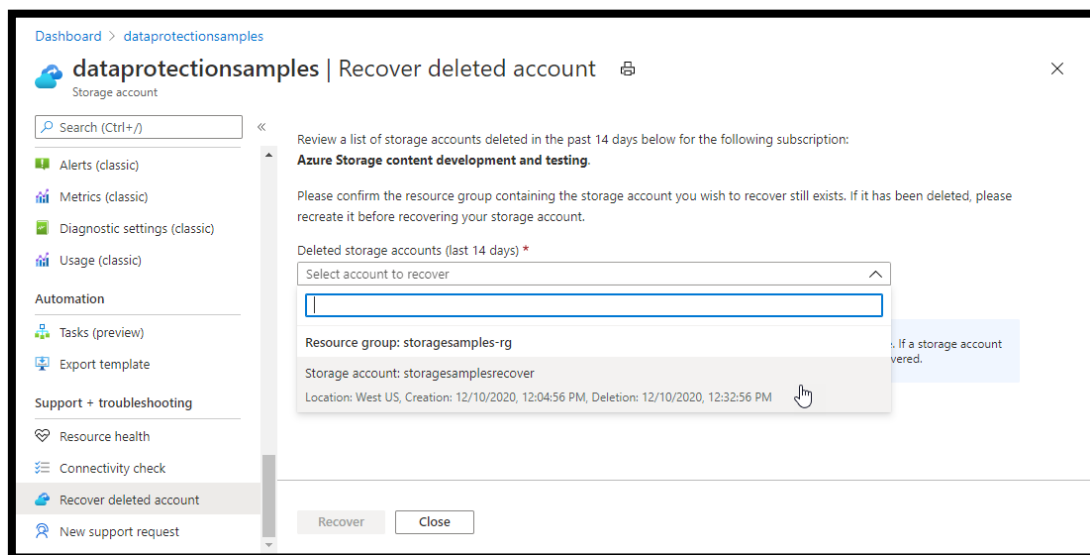 Dashboard > dataprotectionsamples
dataprotectionsamples | Recover deleted account
Storage account
Search (Ctrl+/)
«
Alerts (classic)
Metrics (classic)
Diagnostic settings (classic)
Usage (classic)
Automation
Tasks (preview)
Export template
Support + troubleshooting
Resource health
Connectivity check
Recover deleted account
New support request
Review a list of storage accounts deleted in the past 14 days below for the following subscription:
Azure Storage content development and testing.
Please confirm the resource group containing the storage account you wish to recover still exists. If it has been deleted, please
recreate it before recovering your storage account.
Deleted storage accounts (last 14 days) *
Select account to recover
Resource group: storagesamples-rg
. If a storage account
Storage account: storagesamplesrecover
vered.
Location: West US, Creation: 12/10/2020, 12:04:56 PM, Deletion: 12/10/2020, 12:32:56 PM
Recover
Close